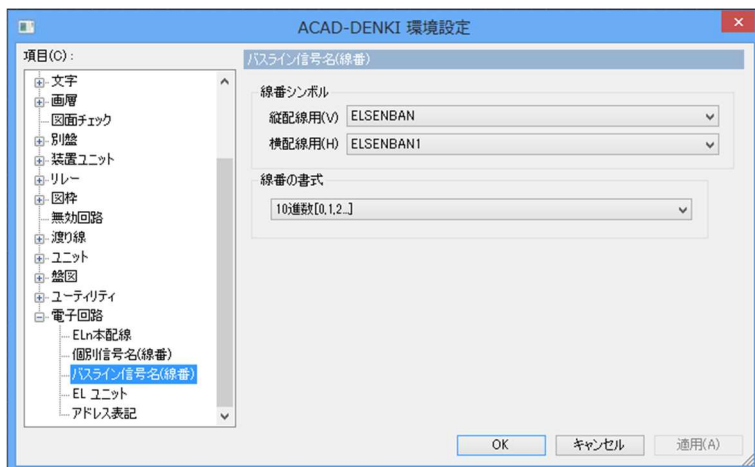 ACAD-DENKI 環境設定
項目(C):
文字
画層
図面チェック
別盤
装置ユニット
リレー
図枠
無効回路
渡り線
ユニット
盤図
ユーティリティ
電子回路
ELn本配線
個別信号名(線番)
バスライン信号名(線番)
EL ユニット
アドレス表記
バスライン信号名(線番)
線番シンボル
縦配線用(V) ELSENBAN
横配線用(H) ELSENBAN1
線番の書式
10進数[0,1,2...]
OK キャンセル 適用(A)